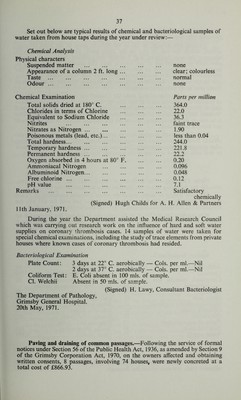 37
Set out below are typical results of chemical and bacteriological samples of
water taken from house taps during the year under review:—
Chemical Analysis
Physical characters
Suspended matter ... ... ... ... ... none
Appearance of a column 2 ft. long ... ... ... clear; colourless
Taste ... ... ... ... ... ... normal
Odour ... ... ... ... ... ... none
Chemical Examination Parts per million
Total solids dried at 180° C. ... ... ... 364.0
Chlorides in terms of Chlorine ... ... ... 22.0
Equivalent to Sodium Chloride ... ... ... 36.3
Nitrites ... ... ... ... ... faint trace
Nitrates as Nitrogen ... ... ... ... 1.90
Poisonous metals (lead, etc.) ... ... ... ... less than 0.04
Total hardness ... ... ... ... ... 244.0
Temporary hardness ... ... ... ... 221.8
Permanent hardness ... ... ... ... 22.2
Oxygen absorbed in 4 hours at 80° F. ... ... 0.20
Ammoniacal Nitrogen ... ... ... ... 0.096
Albuminoid Nitrogen ... ... ... ... 0.048
Free chlorine ... ... ... ... ... 0.12
pH value ... ... ... ... ... 7.1
Remarks ... ... ... ... ... ... Satisfactory
chemically
(Signed) Hugh Childs for A. H. Allen & Partners
11th January, 1971.
During the year the Department assisted the Medical Research Council
which was carrying out research work on the influence of hard and soft water
supplies on coronary thrombosis cases. 14 samples of water were taken for
special chemical examinations, including the study of trace elements from private
houses where known cases of coronary thrombosis had resided.
Bacteriological Examination
Plate Count: 3 days at 22° C. aerobically — Cols. per ml.—Nil
2 days at 37° C. aerobically — Cols. per ml.—Nil
Coliform Test: E. Coli absent in 100 mls. of sample.
Cl. Welchii Absent in 50 mls. of sample.
(Signed) H. Lawy, Consultant Bacteriologist
The Department of Pathology,
Grimsby General Hospital.
20th May, 1971.
Paving and draining of common passages.—Following the service of formal
notices under Section 56 of the Public Health Act, 1936, as amended by Section 9
of the Grimsby Corporation Act, 1970, on the owners affected and obtaining
written consents, 8 passages, involving 74 houses, were newly concreted at a
total cost of £866.93.